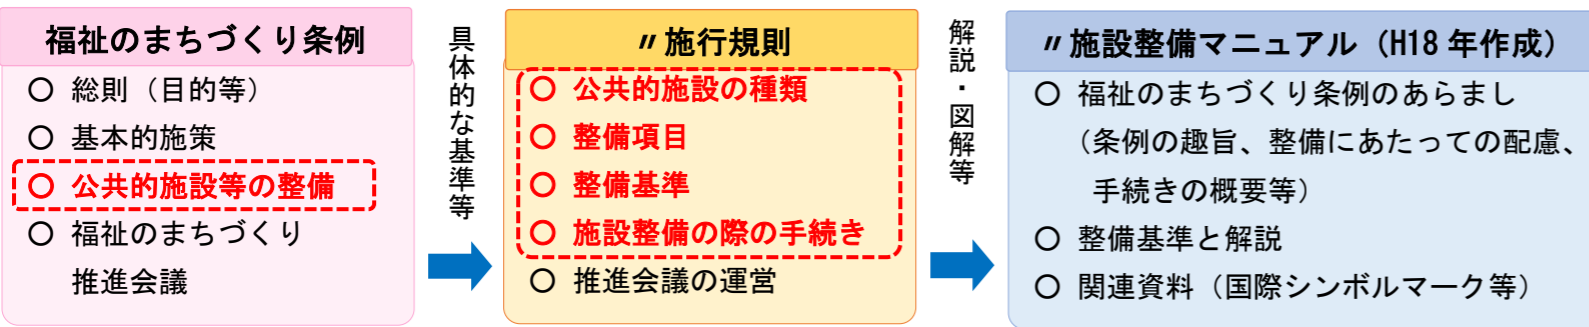 福祉のまちづくり条例
○ 総則（目的等）
○ 基本的施策
○ 公共的施設等の整備
○ 福祉のまちづくり
推進会議
具体的な基準等
〃施行規則
○ 公共的施設の種類
○ 整備項目
○ 整備基準
○ 施設整備の際の手続き
○ 推進会議の運営
解説・図解等
〃施設整備マニュアル（H18 年作成）
○ 福祉のまちづくり条例のあらまし
（条例の趣旨、整備にあたっての配慮、
手続きの概要等）
○ 整備基準と解説
○ 関連資料（国際シンボルマーク等）